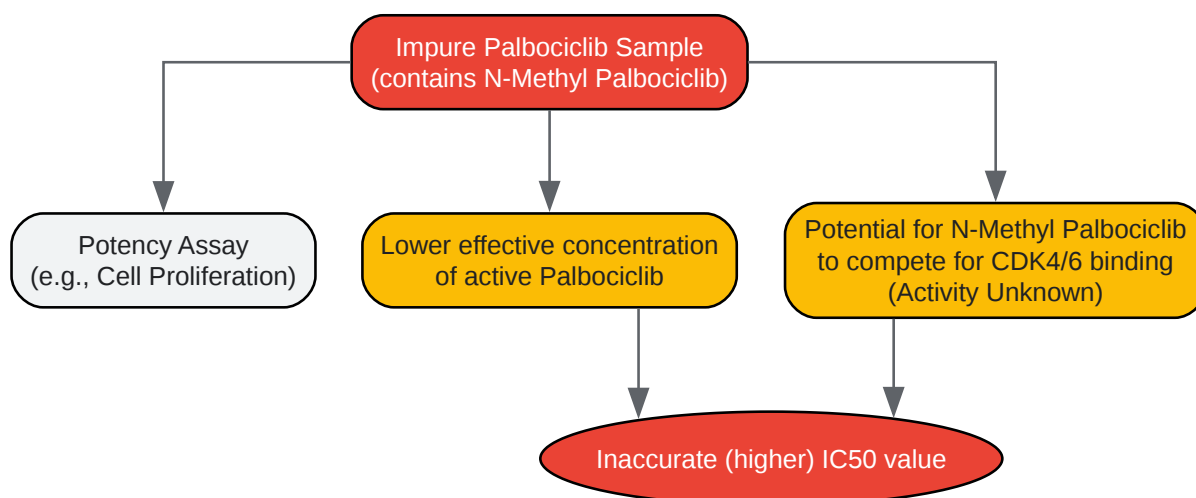 Impure Palbociclib Sample
(contains N-Methyl Palbociclib)
Potency Assay
(e.g., Cell Proliferation)
Lower effective concentration
of active Palbociclib
Potential for N-Methyl Palbociclib
to compete for CDK4/6 binding
(Activity Unknown)
Inaccurate (higher) IC50 value